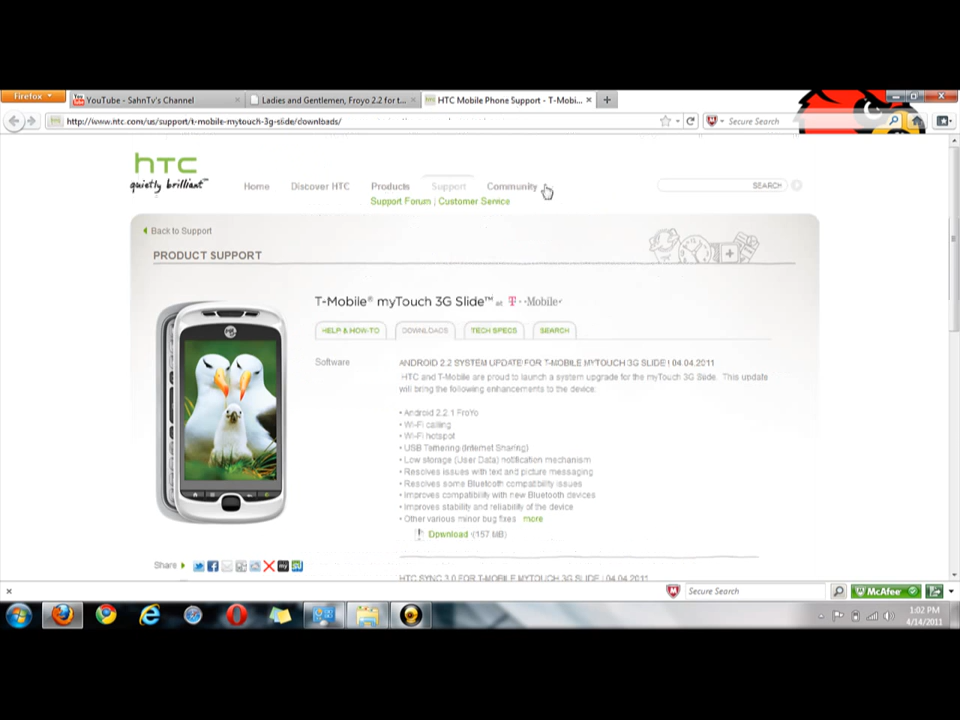 Firefox
YouTube - SahnTv's Channel
Ladies and Gentlemen, Froyo 2.2 for t...
HTC Mobile Phone Support - T-Mobi...
http://www.htc.com/us/support/t-mobile-mytouch-3g-slide/downloads/
Secure Search
htc
quietly brilliant™
Home
Discover HTC
Products
Support
Community
SEARCH
Support Forum | Customer Service
Back to Support
PRODUCT SUPPORT
T-Mobile® myTouch 3G Slide™ at T··Mobile·
HELP & HOW-TO
DOWNLOADS
TECH SPECS
SEARCH
Software
ANDROID 2.2 SYSTEM UPDATE FOR T-MOBILE MYTOUCH 3G SLIDE | 04.04.2011
HTC and T-Mobile are proud to launch a system upgrade for the myTouch 3G Slide. This update
will bring the following enhancements to the device:
• Android 2.2.1 FroYo
• Wi-Fi calling
• Wi-Fi hotspot
• USB Tethering (Internet Sharing)
• Low storage (User Data) notification mechanism
• Resolves issues with text and picture messaging
• Resolves some Bluetooth compatibility issues
• Improves compatibility with new Bluetooth devices
• Improves stability and reliability of the device
• Other various minor bug fixes more
Download (157 MB)
Share
my
HTC SYNC 3.0 FOR T-MOBILE MYTOUCH 3G SLIDE | 04.04.2011
Secure Search
McAfee
1:02 PM
4/14/2011